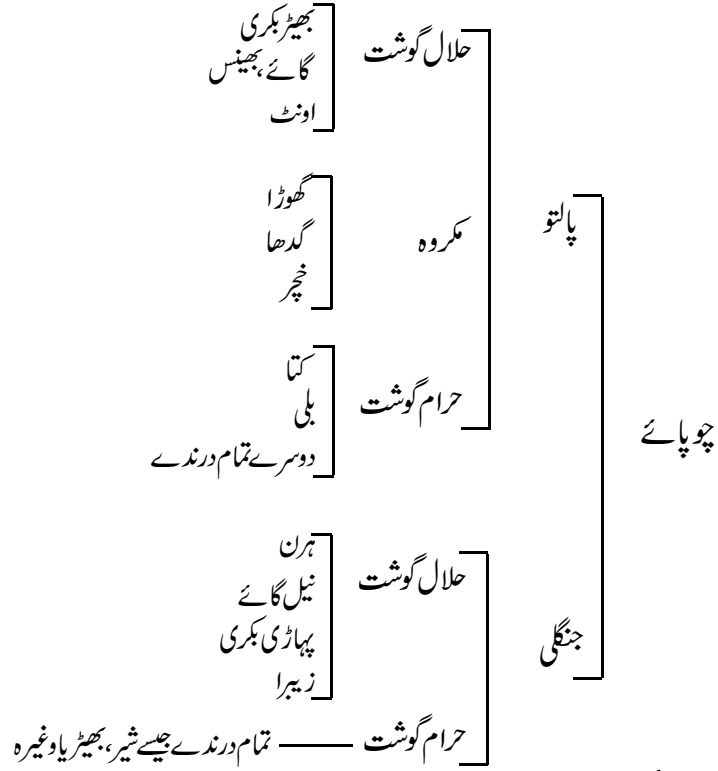 چوپائے
پالتو
حلال گوشت
بھیڑ بکری
گائے، بھینس
اونٹ
مکروہ
گھوڑا
گدھا
خچر
حرام گوشت
کتا
بلی
دوسرے تمام درندے
جنگلی
حلال گوشت
ہرن
نیل گائے
پہاڑی بکری
زیبرا
حرام گوشت
تمام درندے جیسے شیر، بھیڑیا وغیرہ